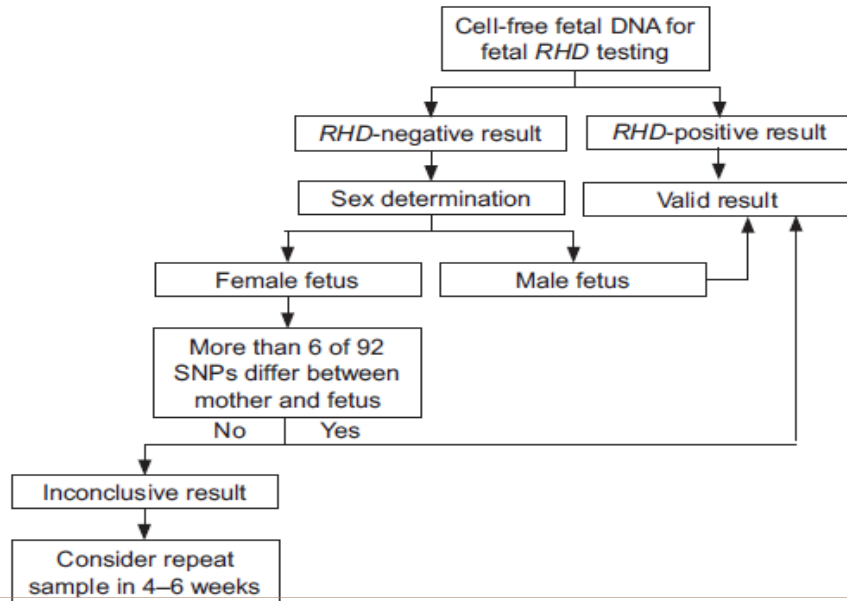 Cell-free fetal DNA for
fetal RHD testing
RHD-negative result
RHD-positive result
Sex determination
Valid result
Female fetus
Male fetus
More than 6 of 92
SNPs differ between
mother and fetus
No
Yes
Inconclusive result
Consider repeat
sample in 4–6 weeks